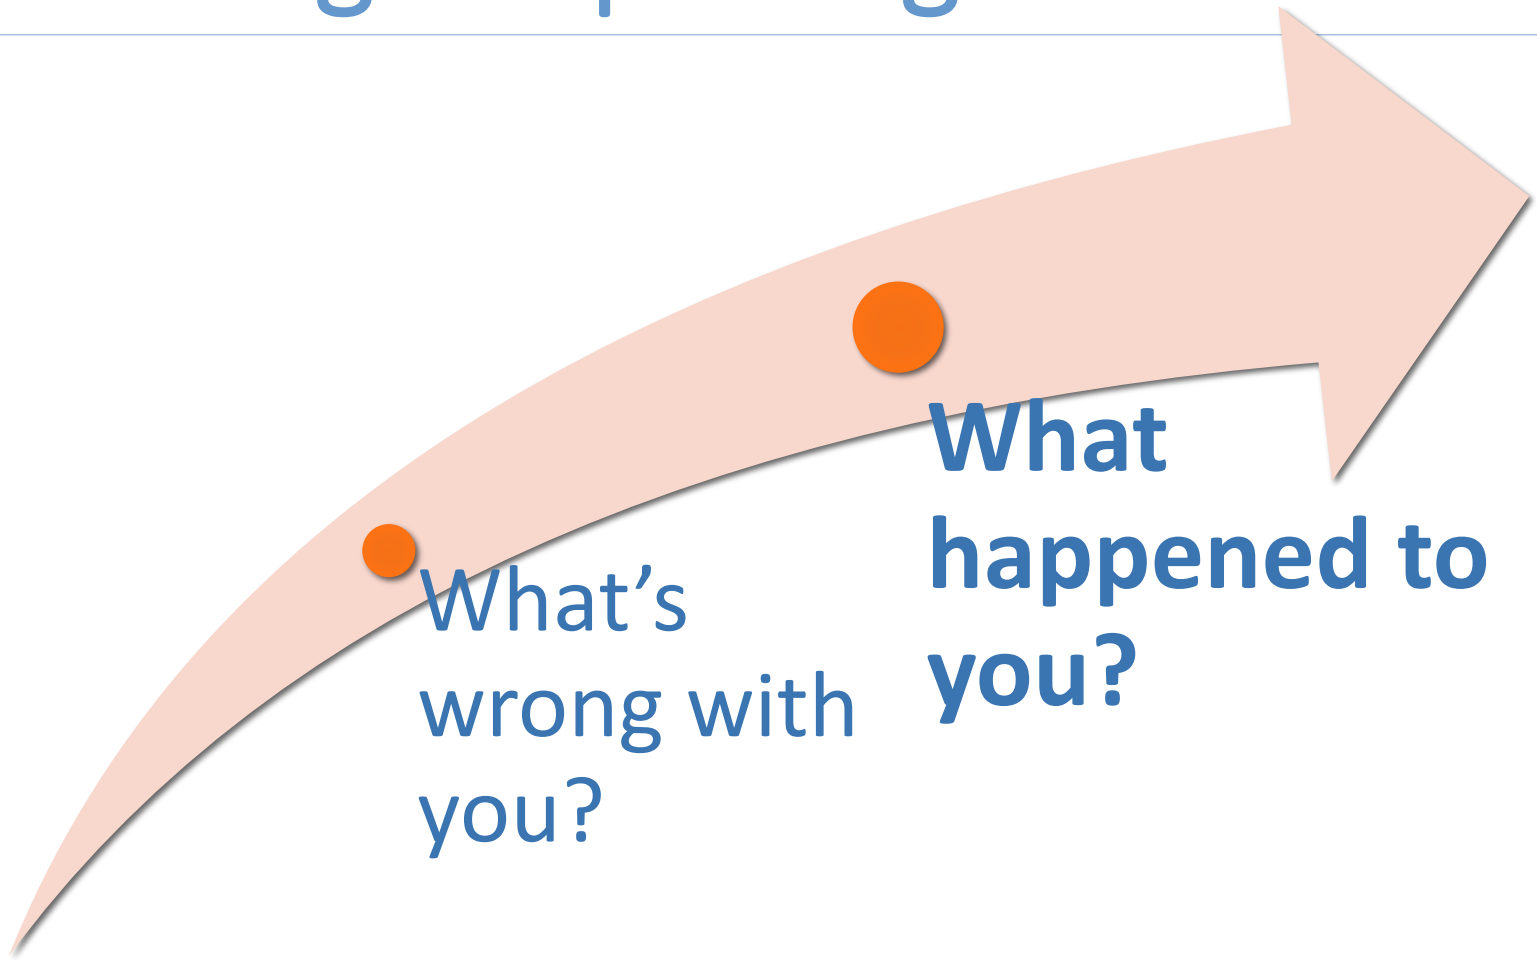 What's
wrong with
you?
What
happened to
you?